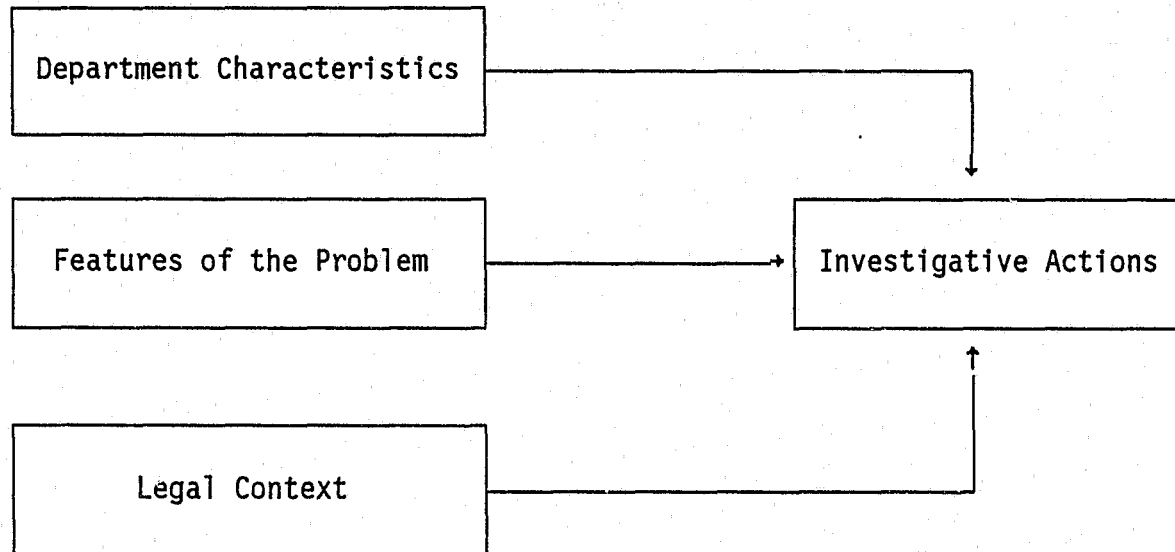 Department Characteristics
Features of the Problem
Investigative Actions
Legal Context